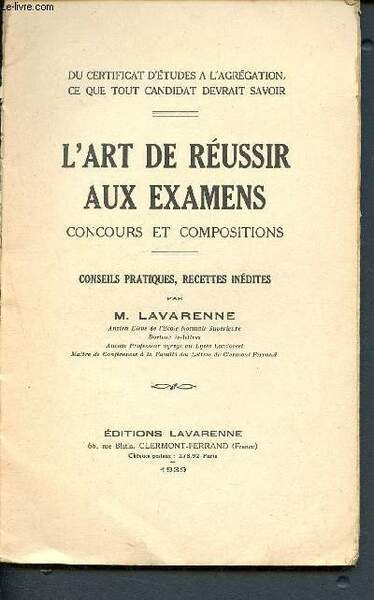 Le-livre.com
DU CERTIFICAT D'ÉTUDES A L'AGRÉGATION,
CE QUE TOUT CANDIDAT DEVRAIT SAVOIR
L'ART DE RÉUSSIR
AUX EXAMENS
CONCOURS ET COMPOSITIONS
CONSEILS PRATIQUES, RECETTES INÉDITES
PAR
M. LAVARENNE
Ancien Élève de l'École Normale Supérieure
Docteur ès-lettres
Ancien Professeur agrégé au Lycée
Maître de Conférences à la Faculté des Lettres de Clermont-Ferrand
ÉDITIONS LAVARENNE
rue Blatin, CLERMONT-FERRAND (France)
Chèques postaux : Paris
1939